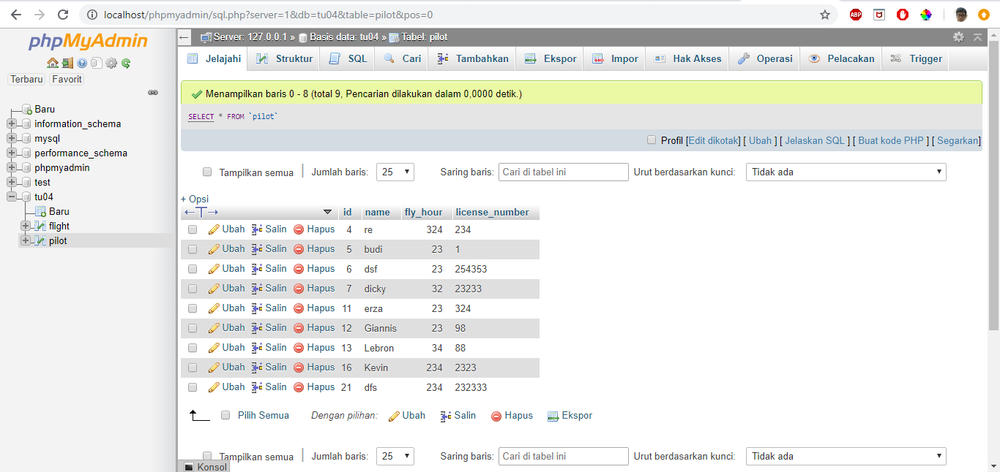 localhost/phpmyadmin/sql.php?server=1&db=tu04&table=pilot&pos=0
ABP
phpMyAdmin
Terbaru Favorit
Baru
information_schema
mysql
performance_schema
phpmyadmin
test
tu04
Baru
flight
pilot
Server: 127.0.0.1 » Basis data: tu04 » Tabel: pilot
Jelajahi Struktur SQL Cari Tambahkan Ekspor Impor Hak Akses Operasi Pelacakan Trigger
Menampilkan baris 0 - 8 (total 9, Pencarian dilakukan dalam 0,0000 detik.)
SELECT * FROM `pilot`
Profil [Edit dikotak] [ Ubah ] [ Jelaskan SQL ] [ Buat kode PHP ] [ Segarkan]
Tampilkan semua Jumlah baris: 25 Saring baris: Cari di tabel ini Urut berdasarkan kunci: Tidak ada
+ Opsi
←T→ id name fly_hour license_number
Ubah Salin Hapus 4 re 324 234
Ubah Salin Hapus 5 budi 23 1
Ubah Salin Hapus 6 dsf 23 254353
Ubah Salin Hapus 7 dicky 32 23233
Ubah Salin Hapus 11 erza 23 324
Ubah Salin Hapus 12 Giannis 23 98
Ubah Salin Hapus 13 Lebron 34 88
Ubah Salin Hapus 16 Kevin 234 2323
Ubah Salin Hapus 21 dfs 234 232333
Pilih Semua Dengan pilihan: Ubah Salin Hapus Ekspor
Tampilkan semua Jumlah baris: 25 Saring baris: Cari di tabel ini Urut berdasarkan kunci: Tidak ada
Konsol